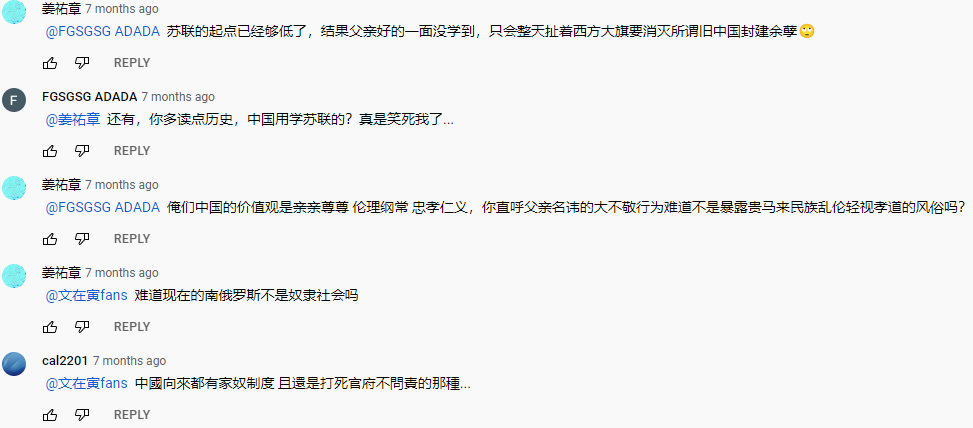 姜祐章 7 months ago
@FGSGSG ADADA 苏联的起点已经够低了，结果父亲好的一面没学到，只会整天扯着西方大旗要消灭所谓旧中国封建余孽🙄
REPLY
F
FGSGSG ADADA 7 months ago
@姜祐章 还有，你多读点历史，中国用学苏联的？真是笑死我了...
REPLY
姜祐章 7 months ago
@FGSGSG ADADA 俺们中国的价值观是亲亲尊尊 伦理纲常 忠孝仁义，你直呼父亲名讳的大不敬行为难道不是暴露贵马来民族乱伦轻视孝道的风俗吗？
REPLY
姜祐章 7 months ago
@文在寅fans 难道现在的南俄罗斯不是奴隶社会吗
REPLY
cal2201 7 months ago
@文在寅fans 中國向來都有家奴制度 且還是打死官府不問責的那種...
REPLY